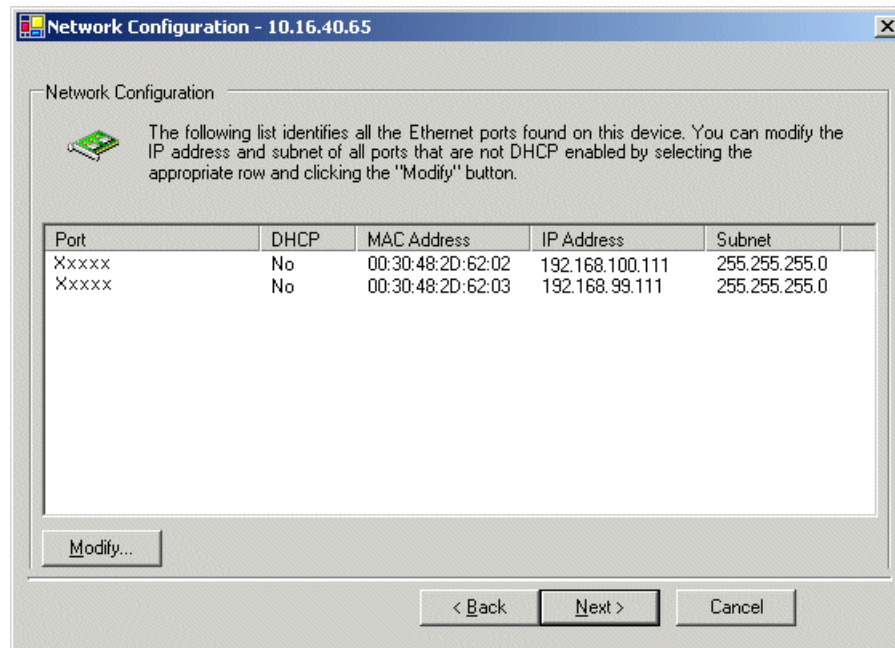 Network Configuration - 10.16.40.65
Network Configuration
The following list identifies all the Ethernet ports found on this device. You can modify the
IP address and subnet of all ports that are not DHCP enabled by selecting the
appropriate row and clicking the "Modify" button.
Port DHCP MAC Address IP Address Subnet
Xxxxx No 00:30:48:2D:62:02 192.168.100.111 255.255.255.0
Xxxxx No 00:30:48:2D:62:03 192.168.99.111 255.255.255.0
Modify...
< Back Next > Cancel